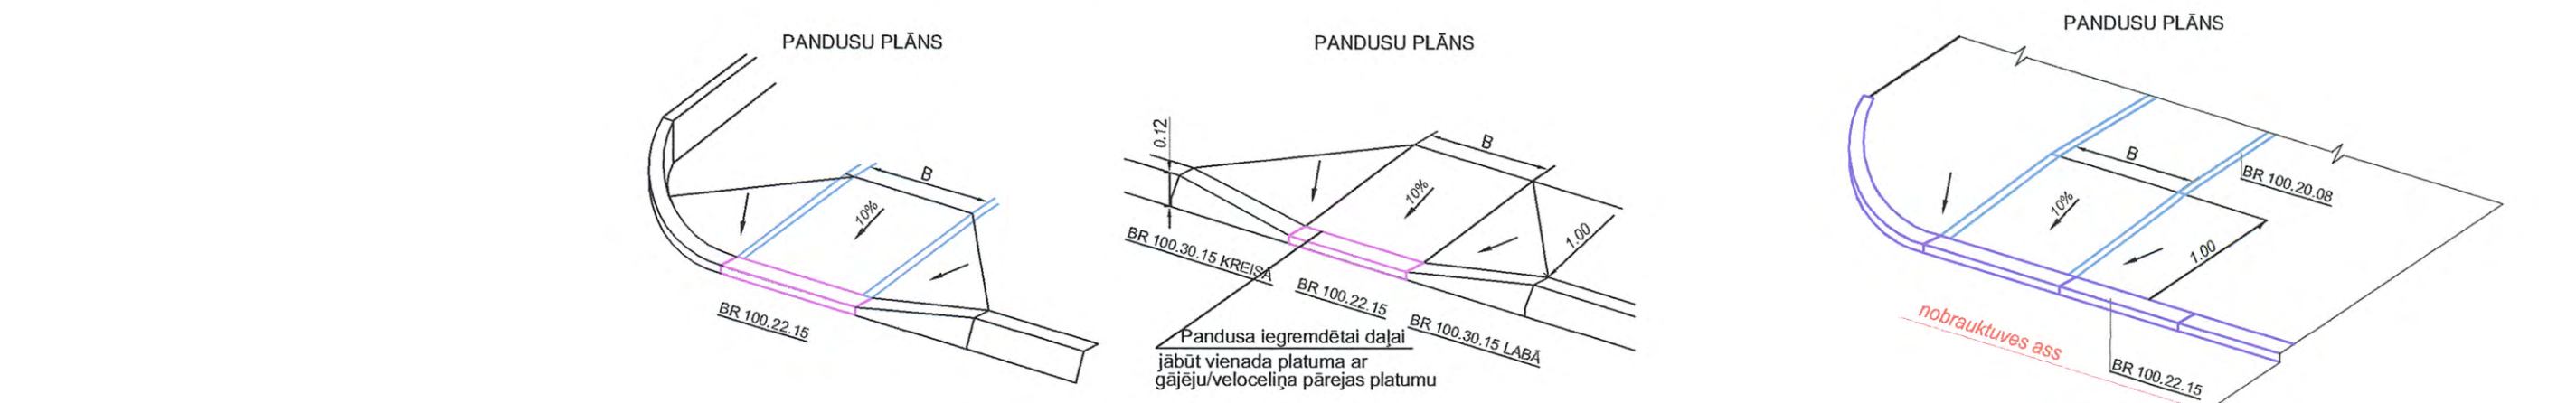 PANDUSU PLĀNS
B
10%
BR 100.22.15
PANDUSU PLĀNS
0.12
B
10%
1.00
BR 100.30.15 KREISĀ
BR 100.22.15
BR 100.30.15 LABĀ
Pandusa iegremdētai daļai
jābūt vienāda platuma ar
gājēju/veloceliņa pārejas platumu
PANDUSU PLĀNS
B
BR 100.20.08
10%
1.00
nobrauktuves ass
BR 100.22.15